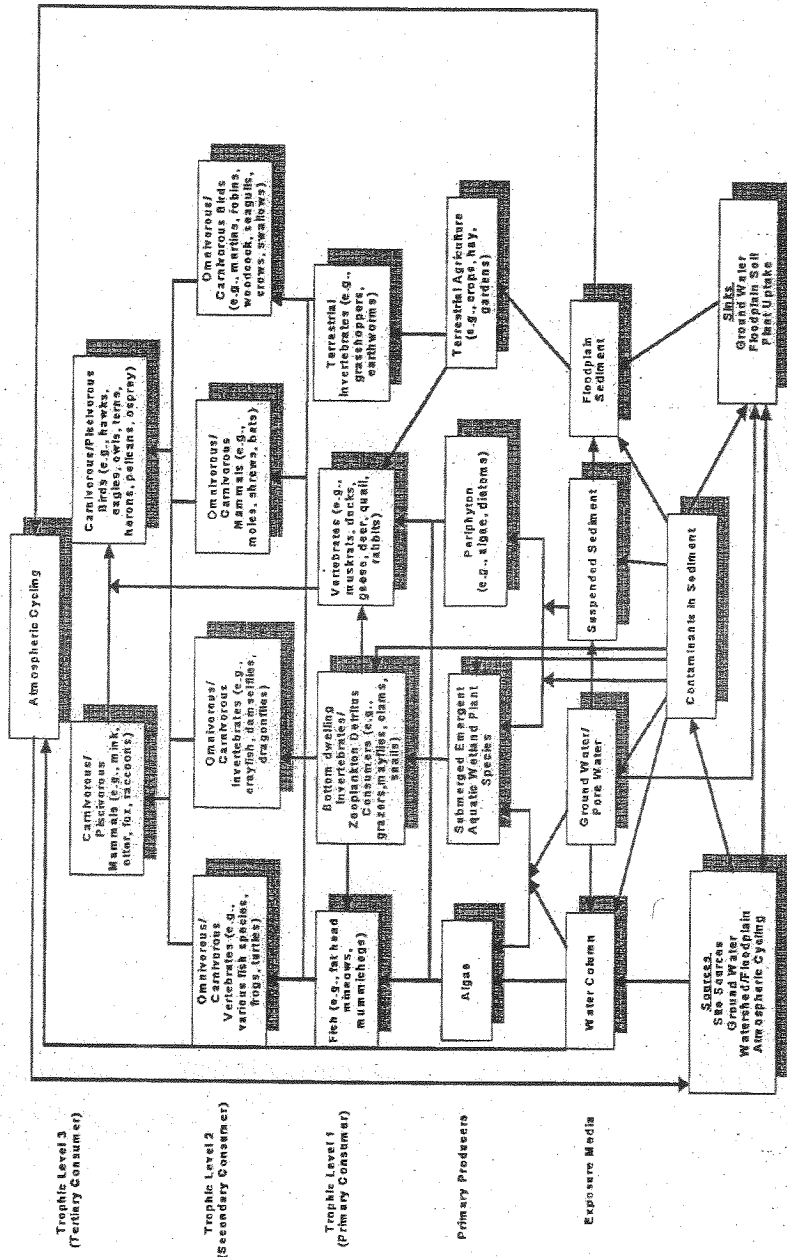 Atmospheric Cycling
Trophic Level 3
(Tertiary Consumer)
Carnivorous/
Piscivorous
Mammals (e.g., mink,
otter, fox, raccoons)
Carnivorous/Piscivorous
Birds (e.g., hawks,
eagles, owls, terns,
herons, pelicans, osprey)
Trophic Level 2
(Secondary Consumer)
Omnivorous/
Carnivorous
Vertebrates (e.g.,
various fish species,
frogs, turtles)
Omnivorous/
Carnivorous
Invertebrates (e.g.,
crayfish, damselflies,
dragonflies)
Omnivorous/
Carnivorous
Mammals (e.g.,
moles, shrews, bats)
Omnivorous/
Carnivorous Birds
(e.g., martins, robins,
woodcock, seagulls,
crows, swallows)
Trophic Level 1
(Primary Consumer)
Fish (e.g., fat head
minnows,
mummichogs)
Bottom dwelling
Invertebrates/
Zooplankton Detritus
Consumers (e.g.,
grazers, mayflies, clams,
snails)
Vertebrates (e.g.,
muskrats, ducks,
geese, deer, quail,
rabbits)
Terrestrial
Invertebrates (e.g.,
grasshoppers,
earthworms)
Primary Producers
Algae
Submerged Emergent
Aquatic Wetland Plant
Species
Periphyton
(e.g., algae, diatoms)
Terrestrial Agriculture
(e.g., crops, hay,
gardens)
Exposure Media
Water Column
Ground Water/
Pore Water
Suspended Sediment
Floodplain
Sediment
Sources
Site Sources
Ground Water
Watershed/Floodplain
Atmospheric Cycling
Contaminants in Sediment
Sinks
Ground Water
Floodplain Soil
Plant Uptake